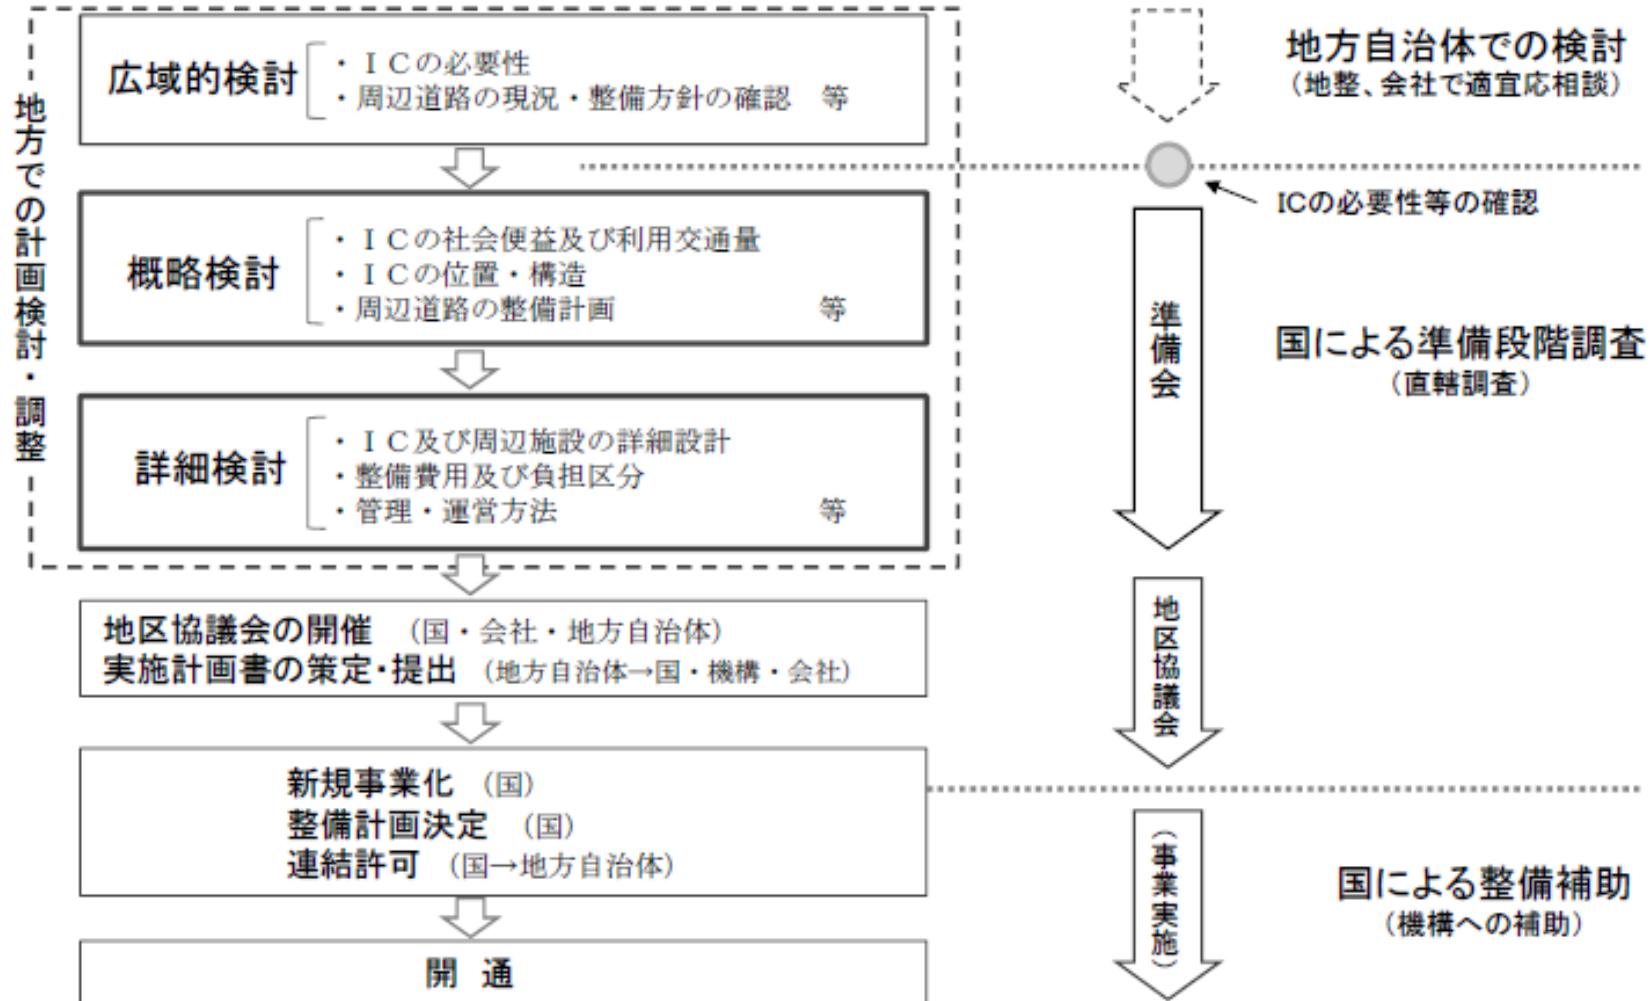 地方での計画検討・調整
広域的検討
・ＩＣの必要性
・周辺道路の現況・整備方針の確認　等
概略検討
・ＩＣの社会便益及び利用交通量
・ＩＣの位置・構造
・周辺道路の整備計画　等
詳細検討
・ＩＣ及び周辺施設の詳細設計
・整備費用及び負担区分
・管理・運営方法　等
地区協議会の開催　（国・会社・地方自治体）
実施計画書の策定・提出　（地方自治体→国・機構・会社）
新規事業化　（国）
整備計画決定　（国）
連結許可　（国→地方自治体）
開　通
地方自治体での検討
（地整、会社で適宜応相談）
ICの必要性等の確認
準備会
国による準備段階調査
（直轄調査）
地区協議会
（事業実施）
国による整備補助
（機構への補助）